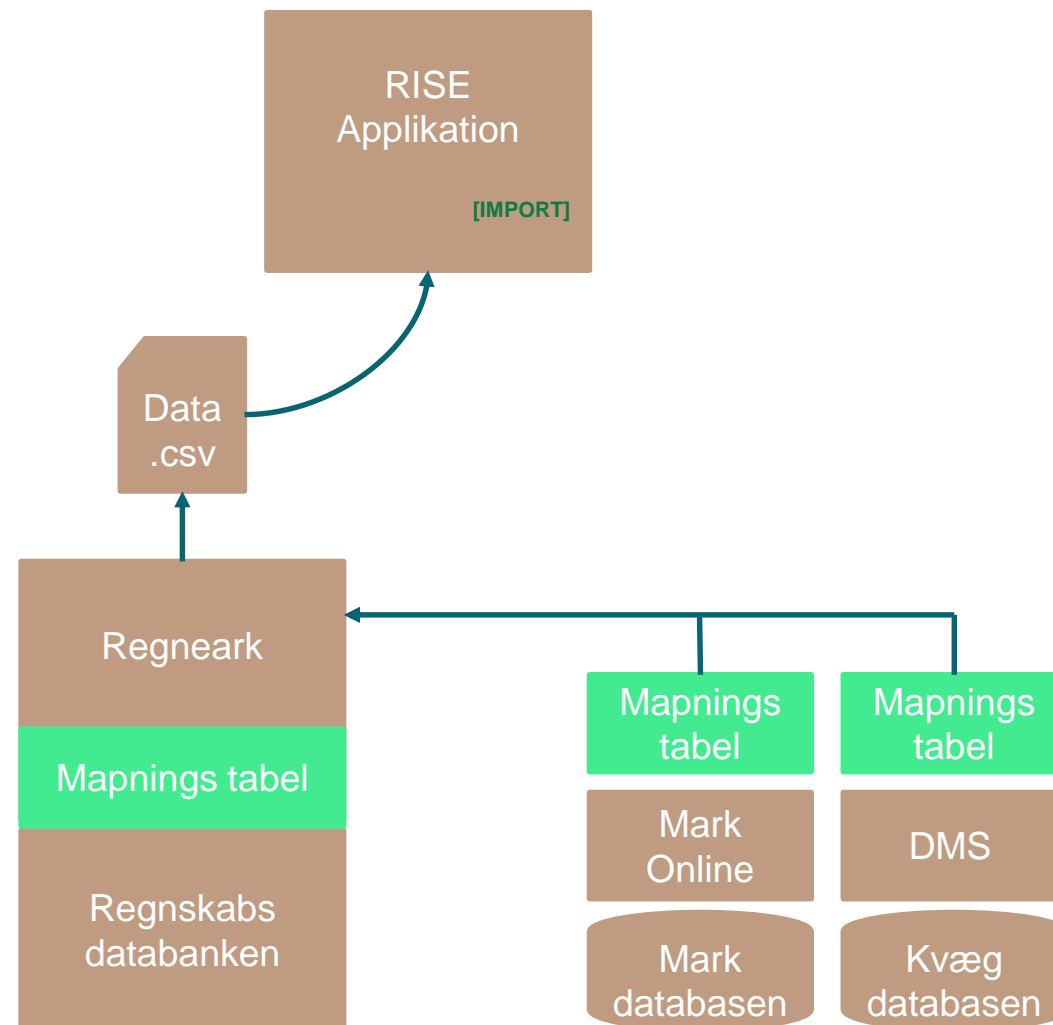 RISE
Applikation
[IMPORT]
Data
.csv
Regneark
Mapnings tabel
Regnskabs
databanken
Mapnings
tabel
Mark
Online
Mark
databasen
Mapnings
tabel
DMS
Kvæg
databasen